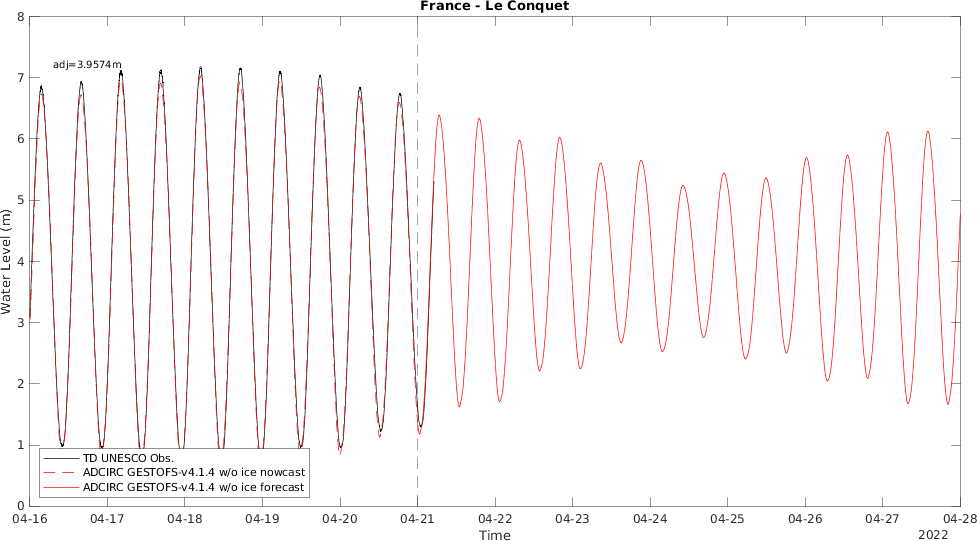 France - Le Conquet
8
7
6
5
4
3
2
1
0
Water Level (m)
adj=3.9574m
TD UNESCO Obs.
ADCIRC GESTOFS-v4.1.4 w/o ice nowcast
ADCIRC GESTOFS-v4.1.4 w/o ice forecast
04-16 04-17 04-18 04-19 04-20 04-21 04-22 04-23 04-24 04-25 04-26 04-27 04-28
Time
2022